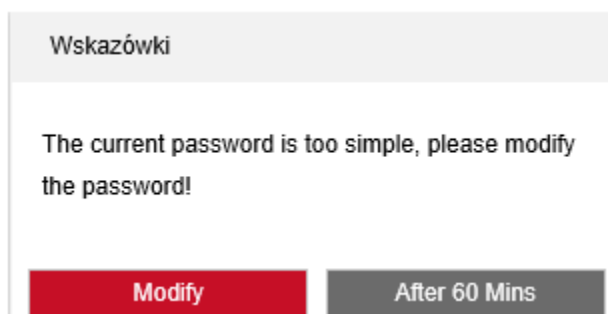 Wskazówki
The current password is too simple, please modify
the password!
Modify
After 60 Mins